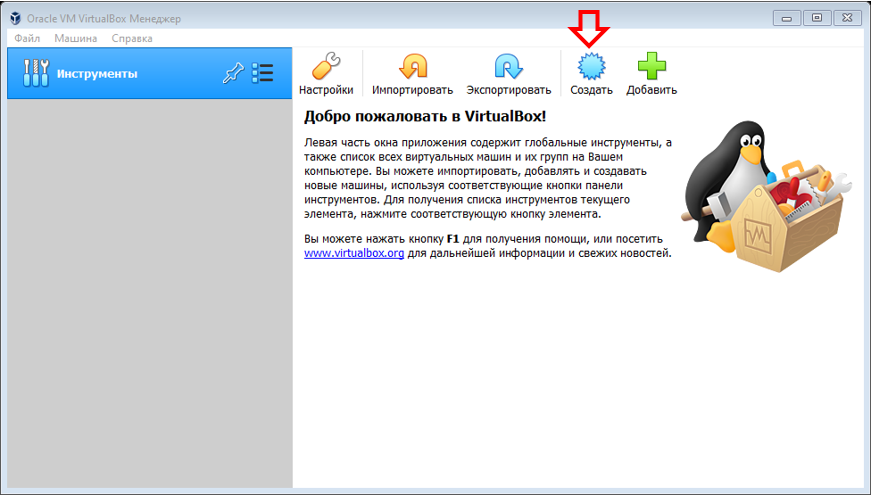 Oracle VM VirtualBox Менеджер
Файл Машина Справка
Инструменты
Настройки Импортировать Экспортировать Создать Добавить
Добро пожаловать в VirtualBox!
Левая часть окна приложения содержит глобальные инструменты, а
также список всех виртуальных машин и их групп на Вашем
компьютере. Вы можете импортировать, добавлять и создавать
новые машины, используя соответствующие кнопки панели
инструментов. Для получения списка инструментов текущего
элемента, нажмите соответствующую кнопку элемента.
Вы можете нажать кнопку F1 для получения помощи, или посетить
www.virtualbox.org для дальнейшей информации и свежих новостей.